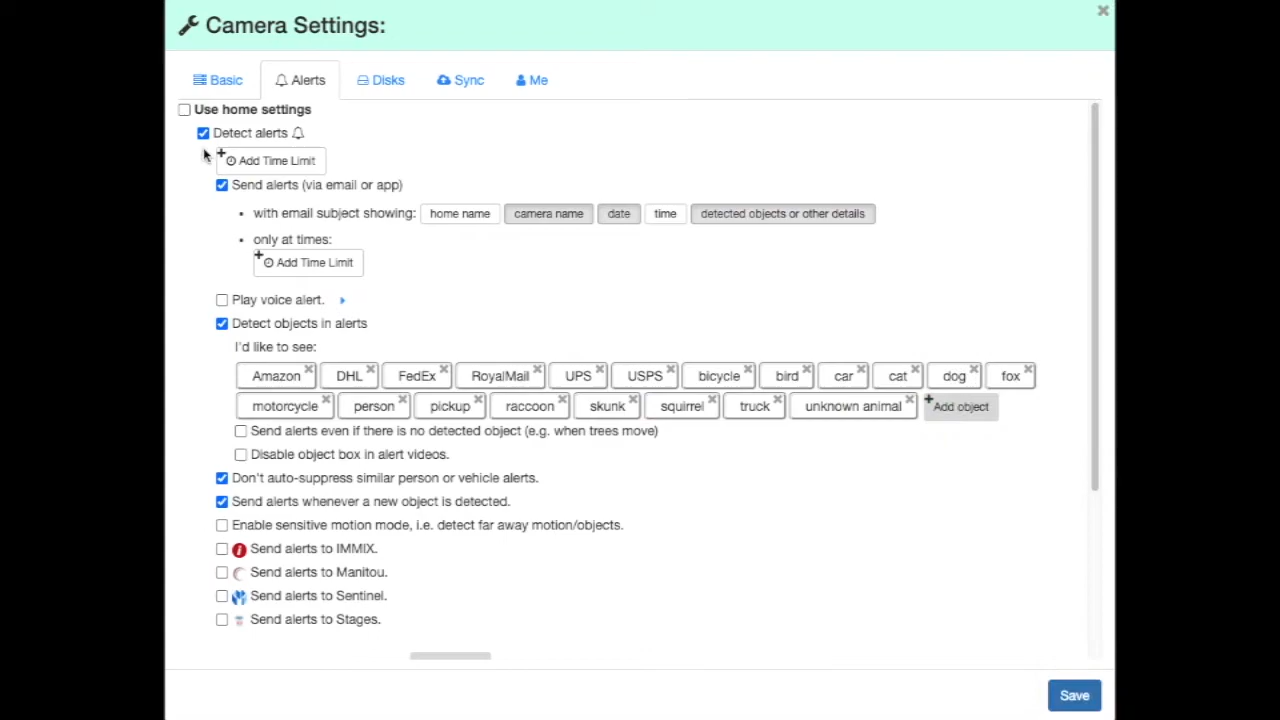 Camera Settings:
Basic Alerts Disks Sync Me
Use home settings
Detect alerts
Add Time Limit
Send alerts (via email or app)
with email subject showing: home name camera name date time detected objects or other details
only at times:
Add Time Limit
Play voice alert.
Detect objects in alerts
I'd like to see:
Amazon DHL FedEx RoyalMail UPS USPS bicycle bird car cat dog fox
motorcycle person pickup raccoon skunk squirrel truck unknown animal Add object
Send alerts even if there is no detected object (e.g. when trees move)
Disable object box in alert videos.
Don't auto-suppress similar person or vehicle alerts.
Send alerts whenever a new object is detected.
Enable sensitive motion mode, i.e. detect far away motion/objects.
Send alerts to IMMIX.
Send alerts to Manitou.
Send alerts to Sentinel.
Send alerts to Stages.
Save